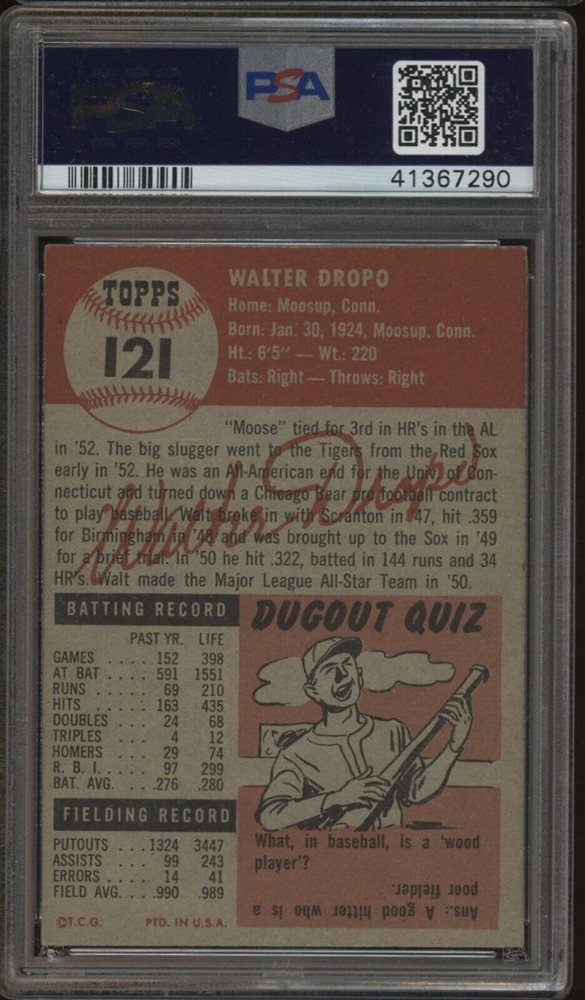 PSA
PSA
41367290
TOPPS
121
WALTER DROPO
Home: Moosup, Conn.
Born: Jan. 30, 1924, Moosup, Conn.
Ht.: 6'5" — Wt.: 220
Bats: Right — Throws: Right
"Moose" tied for 3rd in HR's in the AL
in '52. The big slugger went to the Tigers from the Red Sox
early in '52. He was an All-American end for the Univ. of Con-
necticut and turned down a Chicago Bear pro football contract
to play baseball. Walt broke in with Scranton in '47, hit .359
for Birmingham in '48 and was brought up to the Sox in '49
for a brief trial. In '50 he hit .322, batted in 144 runs and 34
HR's. Walt made the Major League All-Star Team in '50.
Walter Dropo
BATTING RECORD
PAST YR. LIFE
GAMES .... 152 398
AT BAT .... 591 1551
RUNS .... 69 210
HITS .... 163 435
DOUBLES ... 24 68
TRIPLES ... 4 12
HOMERS ... 29 74
R. B. I. .... 97 299
BAT. AVG. ... .276 .280
FIELDING RECORD
PUTOUTS ... 1324 3447
ASSISTS .... 99 243
ERRORS .... 14 41
FIELD AVG. ... .990 .989
©T.C.G. PTD. IN U.S.A.
DUGOUT QUIZ
What, in baseball, is a 'wood
player'?
Ans.: A good hitter who is a
poor fielder.